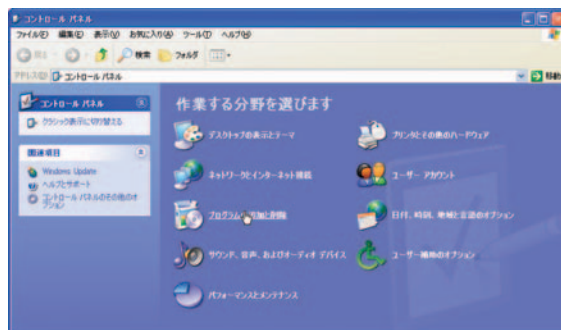 コントロール パネル
ファイル(F) 編集(E) 表示(V) お気に入り(A) ツール(T) ヘルプ(H)
戻る 検索 フォルダ
アドレス(D) コントロール パネル 移動
コントロール パネル
クラシック表示に切り替える
関連項目
Windows Update
ヘルプとサポート
コントロール パネルのその他のオ
プション
作業する分野を選びます
デスクトップの表示とテーマ
プリンタとその他のハードウェア
ネットワークとインターネット接続
ユーザー アカウント
プログラムの追加と削除
日付、時刻、地域と言語のオプション
サウンド、音声、およびオーディオ デバイス
ユーザー補助のオプション
パフォーマンスとメンテナンス